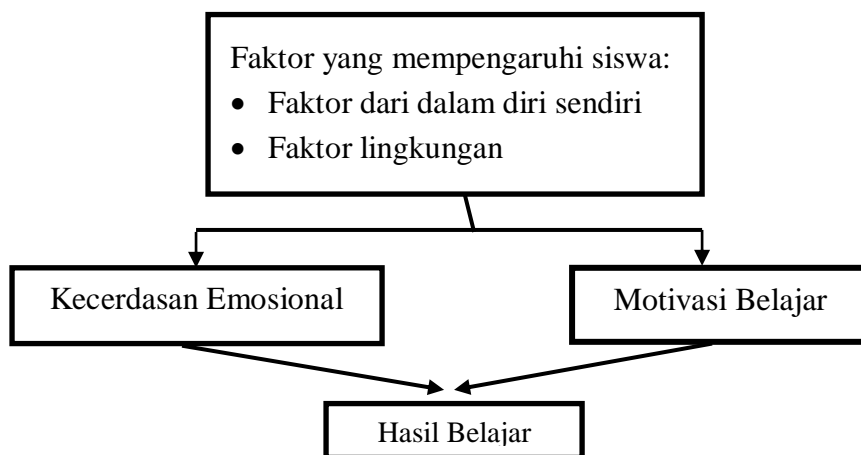 Faktor yang mempengaruhi siswa:
• Faktor dari dalam diri sendiri
• Faktor lingkungan
Kecerdasan Emosional
Motivasi Belajar
Hasil Belajar